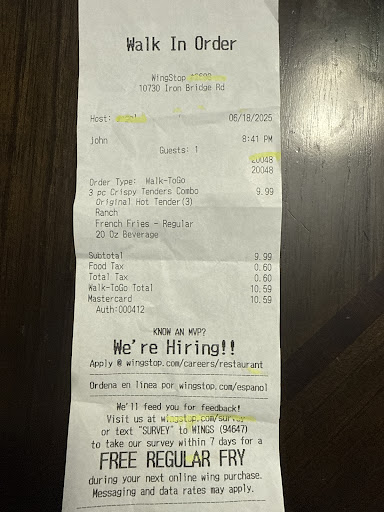 Walk In Order
WingStop
10730 Iron Bridge Rd
Host: 06/18/2025
John 8:41 PM
Guests: 1
20048
20048
Order Type: Walk-ToGo
3 pc Crispy Tenders Combo 9.99
Original Hot Tender(3)
Ranch
French Fries - Regular
20 Oz Beverage
Subtotal 9.99
Food Tax 0.60
Total Tax 0.60
Walk-ToGo Total 10.59
Mastercard 10.59
Auth:000412
KNOW AN MVP?
We're Hiring!!
Apply @ wingstop.com/careers/restaurant
Ordena en linea por wingstop.com/espanol
We'll feed you for feedback!
Visit us at wingstop.com/survey
or text "SURVEY" to WINGS (94647)
to take our survey within 7 days for a
FREE REGULAR FRY
during your next online wing purchase.
Messaging and data rates may apply.